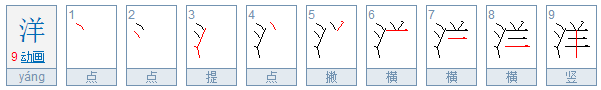 洋 1 2 3 4 5 6 7 8 9
9 动画
yáng 点 点 提 点 撇 横 横 横 竖